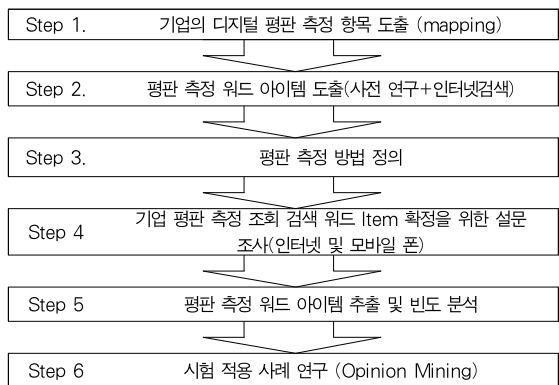 Step 1. 기업의 디지털 평판 측정 항목 도출 (mapping)
Step 2. 평판 측정 워드 아이템 도출(사전 연구+인터넷검색)
Step 3. 평판 측정 방법 정의
Step 4 기업 평판 측정 조회 검색 워드 Item 확정을 위한 설문
조사(인터넷 및 모바일 폰)
Step 5 평판 측정 워드 아이템 추출 및 빈도 분석
Step 6 시험 적용 사례 연구 (Opinion Mining)